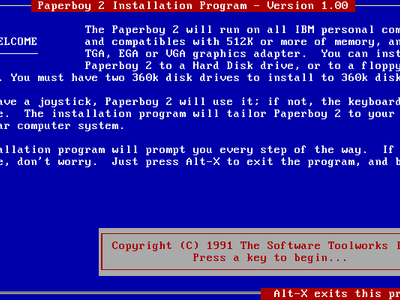 Paperboy 2 Installation Program - Version 1.00
The Paperboy 2 will run on all IBM personal com
ELCOME and compatibles with 512K or more of memory, an
TGA, EGA or VGA graphics adapter. You can inst
Paperboy 2 to a Hard Disk drive, or to a floppy
. You must have two 360k disk drives to install to 360k disk
ave a joystick, Paperboy 2 will use it; if not, the keyboard
e. The installation program will tailor Paperboy 2 to your
ar computer system.
allation program will prompt you every step of the way. If
e, don't worry. Just press Alt-X to exit the program, and b
Copyright (C) 1991 The Software Toolworks
Press a key to begin...
Alt-X exits this pr